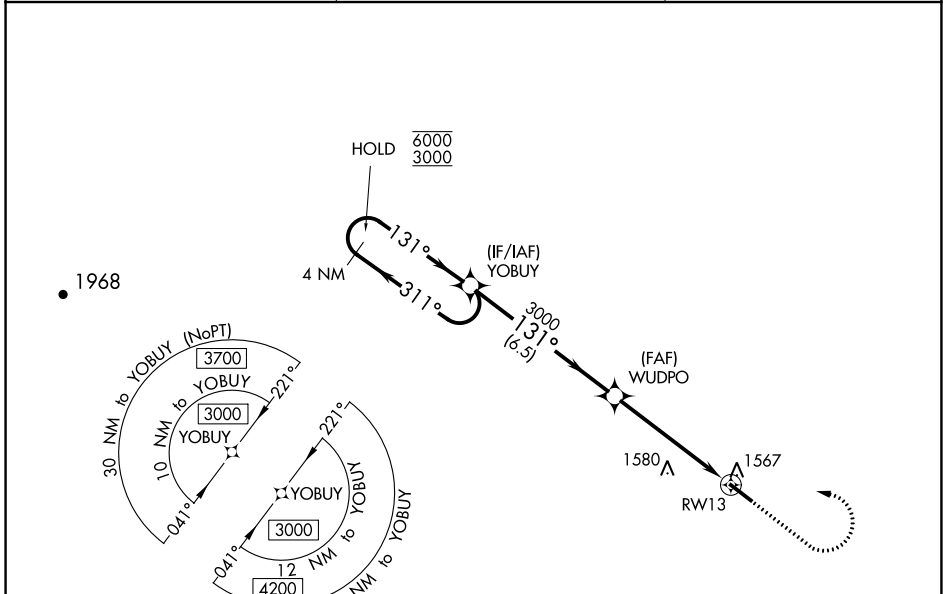 HOLD 6000
3000
131°
(IF/IAF)
YOBUY
4 NM
311°
1968
3000
131°
(6.5)
(FAF)
WUDPO
1580
1567
RW13
30 NM to YOBUY (NoPT)
3700
221°
10 NM to YOBUY
3000
YOBUY
041°
221°
YOBUY
3000
041°
12 NM to YOBUY
4200
NM to YOBUY